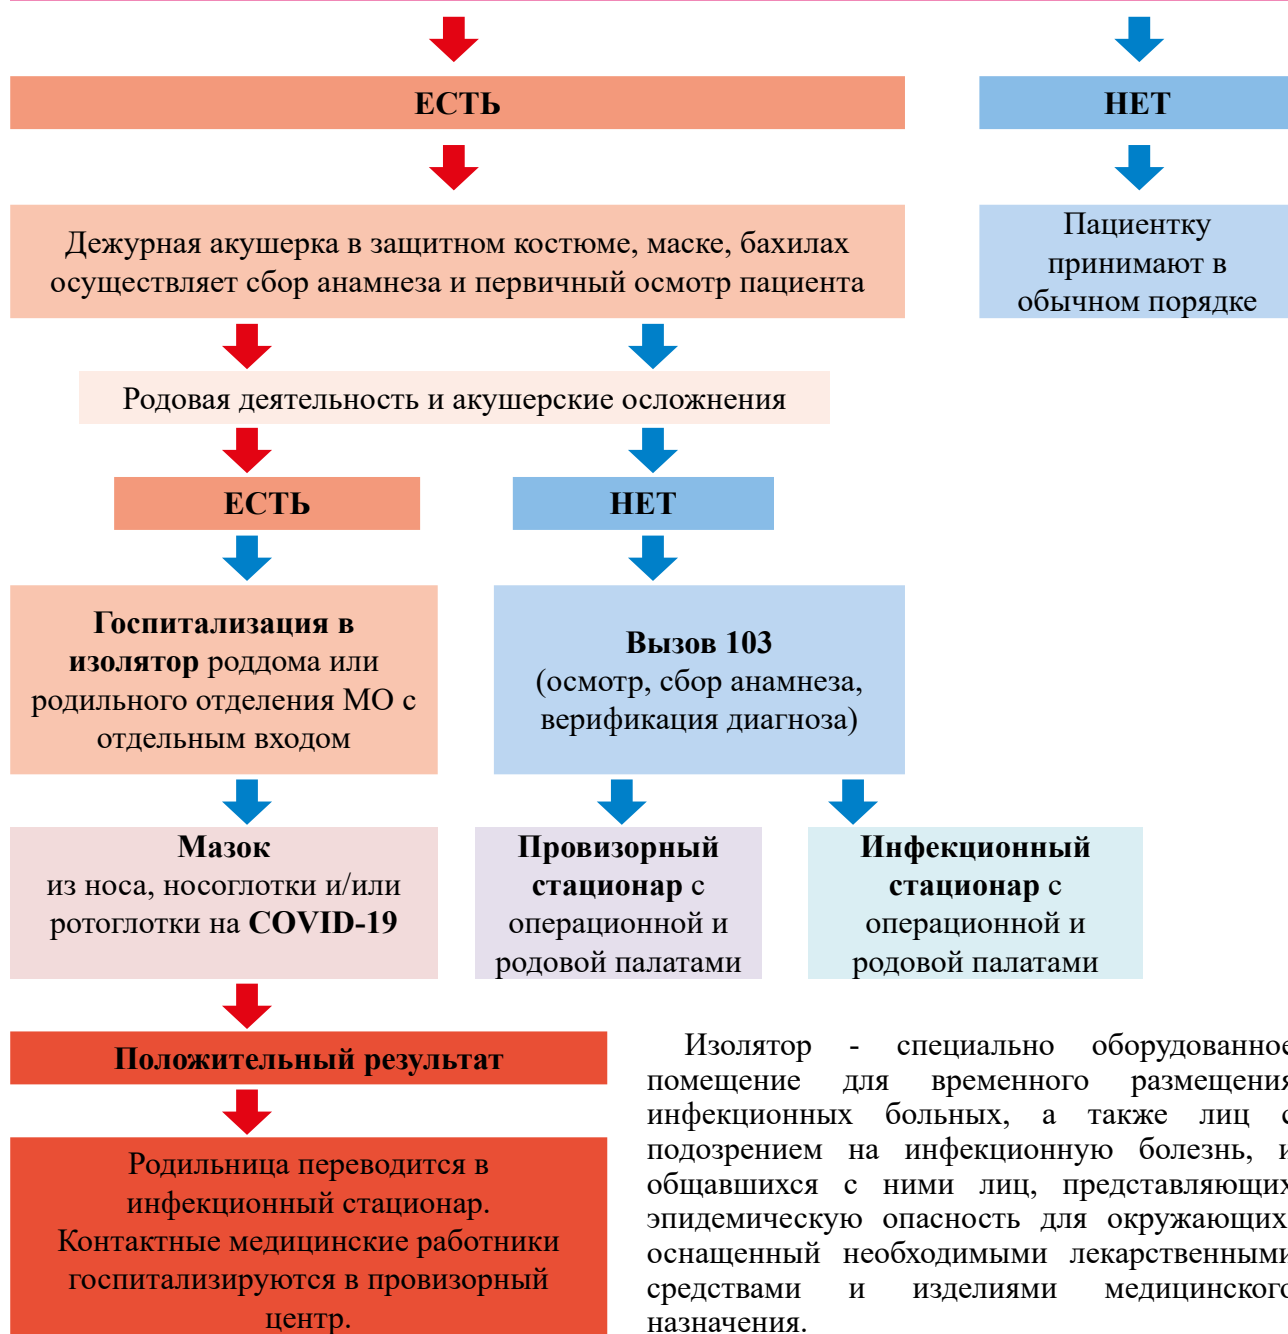 ЕСТЬ
НЕТ
Дежурная акушерка в защитном костюме, маске, бахилах
осуществляет сбор анамнеза и первичный осмотр пациента
Пациентку
принимают в
обычном порядке
Родовая деятельность и акушерские осложнения
ЕСТЬ
НЕТ
Госпитализация в
изолятор роддома или
родильного отделения МО с
отдельным входом
Вызов 103
(осмотр, сбор анамнеза,
верификация диагноза)
Мазок
из носа, носоглотки и/или
ротоглотки на COVID-19
Провизорный
стационар с
операционной и
родовой палатами
Инфекционный
стационар с
операционной и
родовой палатами
Положительный результат
Родильница переводится в
инфекционный стационар.
Контактные медицинские работники
госпитализируются в провизорный
центр.
Изолятор - специально оборудованное
помещение для временного размещения
инфекционных больных, а также лиц с
подозрением на инфекционную болезнь, и
общавшихся с ними лиц, представляющих
эпидемическую опасность для окружающих
оснащенный необходимыми лекарственными
средствами и изделиями медицинского
назначения.